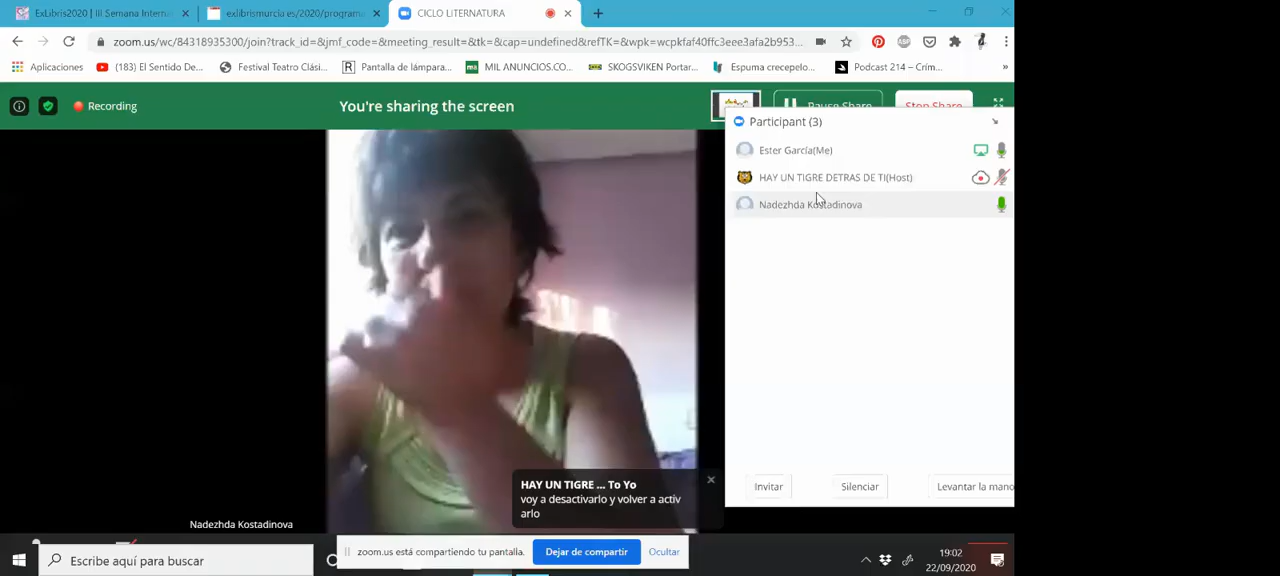 ExLibris2020 | III Semana Interna
exlibrismurcia.es/2020/programa
CICLO LITERNATURA
zoom.us/wc/84318935300/join?track_id=&jmf_code=&meeting_result=&tk=&cap=undefined&refTK=&wpk=wcpkfaf40ffc3eee3afa2b953...
Aplicaciones
(183) El Sentido De...
Festival Teatro Clási...
Pantalla de lámpara...
MIL ANUNCIOS.CO...
SKOGSVIKEN Portar...
Espuma crecepelo...
Podcast 214 – Crím...
»
Recording
You're sharing the screen
Pause Share
Stop Share
Participant (3)
Ester García(Me)
HAY UN TIGRE DETRAS DE TI(Host)
Nadezhda Kostadinova
HAY UN TIGRE ... To Yo
voy a desactivarlo y volver a activ
arlo
Invitar
Silenciar
Levantar la mano
Nadezhda Kostadinova
zoom.us está compartiendo tu pantalla.
Dejar de compartir
Ocultar
Escribe aquí para buscar
19:02
22/09/2020